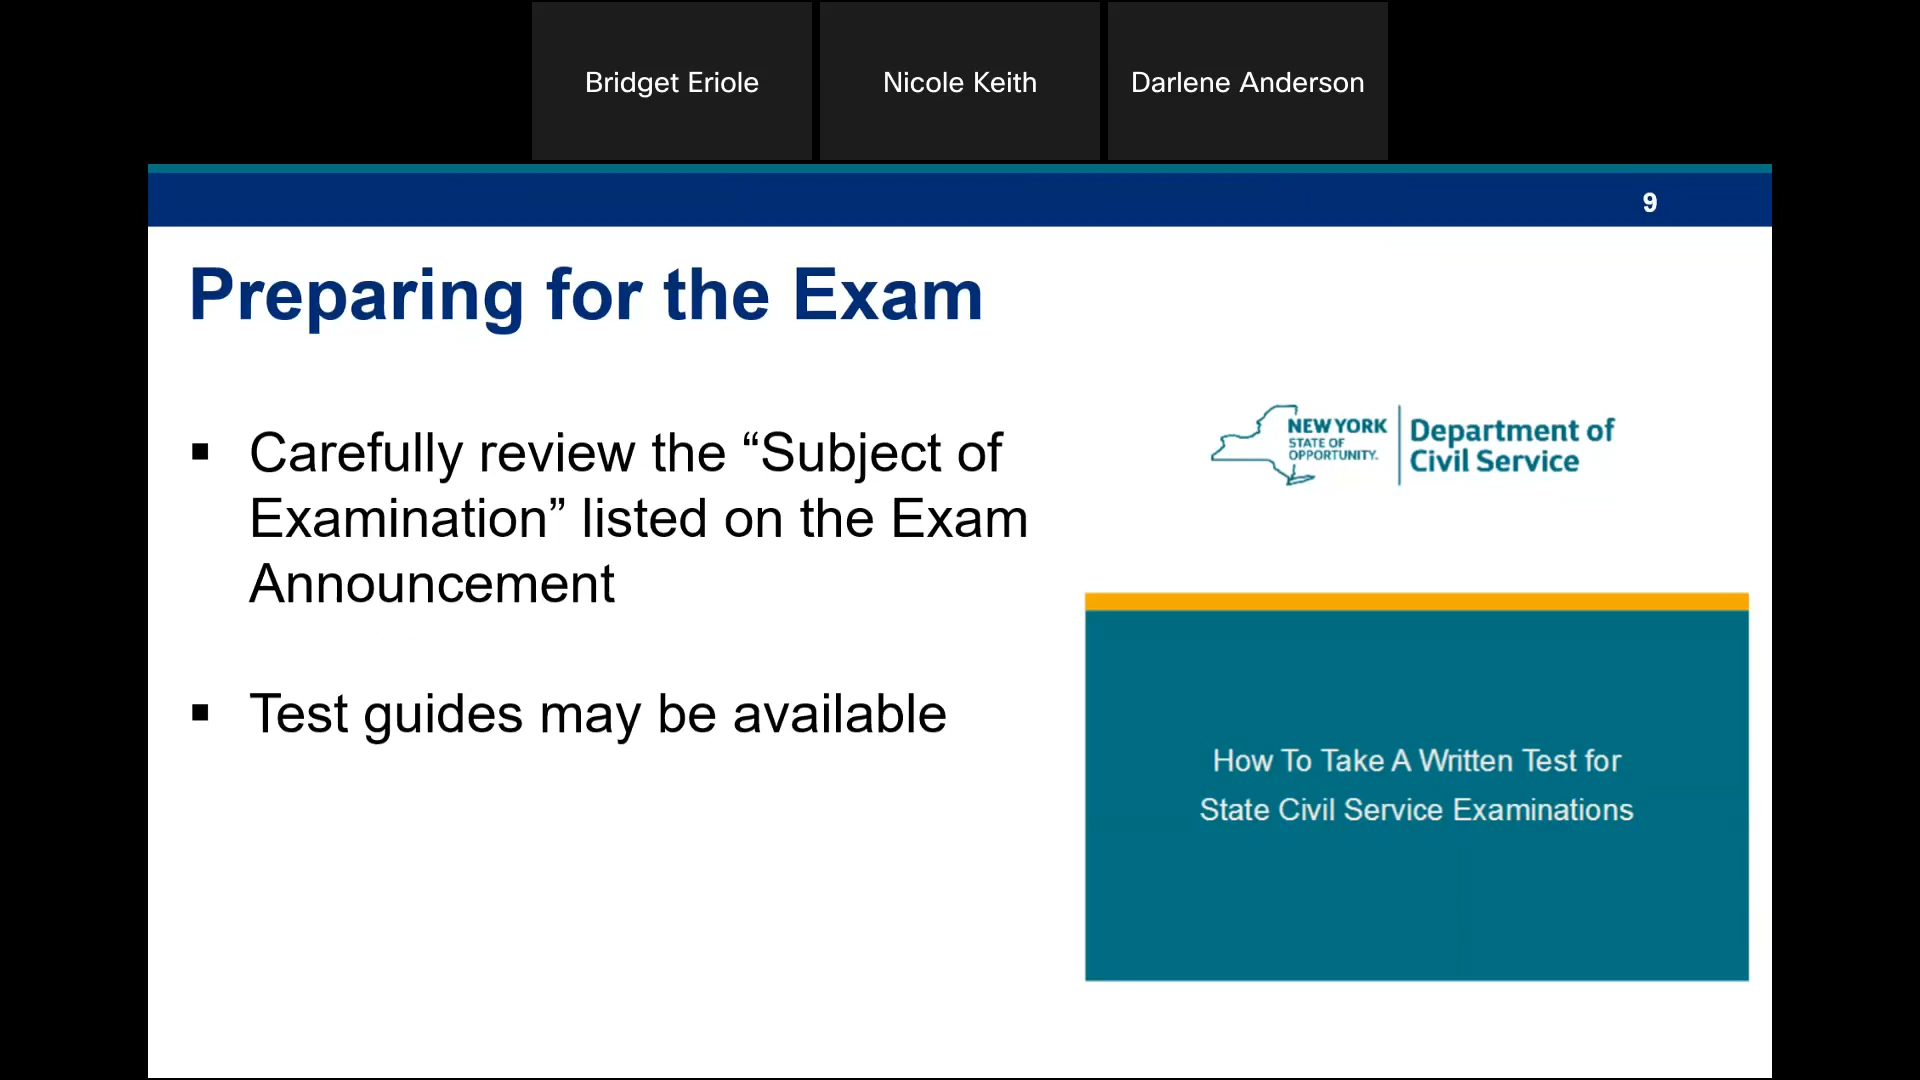 Bridget Eriole
Nicole Keith
Darlene Anderson
9
Preparing for the Exam
▪ Carefully review the “Subject of
Examination” listed on the Exam
Announcement
▪ Test guides may be available
NEW YORK
STATE OF
OPPORTUNITY.
Department of
Civil Service
How To Take A Written Test for
State Civil Service Examinations